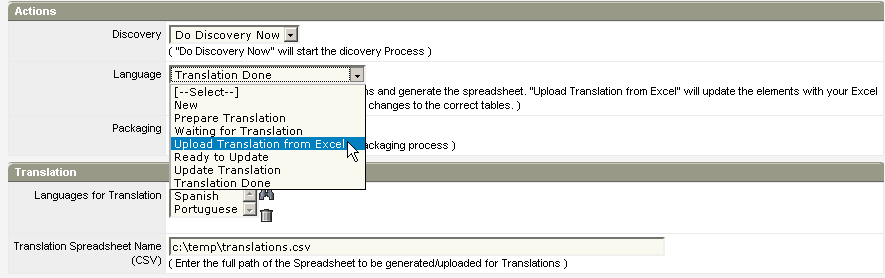 Actions
Discovery Do Discovery Now
( "Do Discovery Now" will start the dicovery Process )
Language Translation Done
[--Select--] ns and generate the spreadsheet. "Upload Translation from Excel" will update the elements with your Excel
New changes to the correct tables. )
Prepare Translation
Packaging Waiting for Translation
Upload Translation from Excel ackaging process )
Ready to Update
Update Translation
Translation Translation Done
Languages for Translation Spanish
Portuguese
Translation Spreadsheet Name c:\temp\translations.csv
(CSV) ( Enter the full path of the Spreadsheet to be generated/uploaded for Translations )